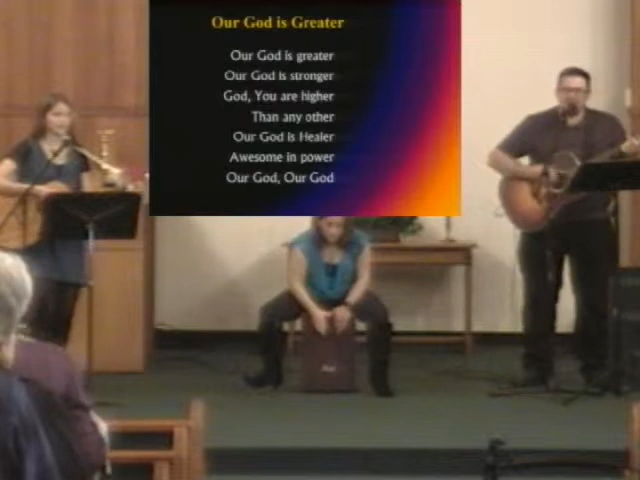 Our God is Greater
Our God is greater
Our God is stronger
God, You are higher
Than any other
Our God is Healer
Awesome in power
Our God, Our God